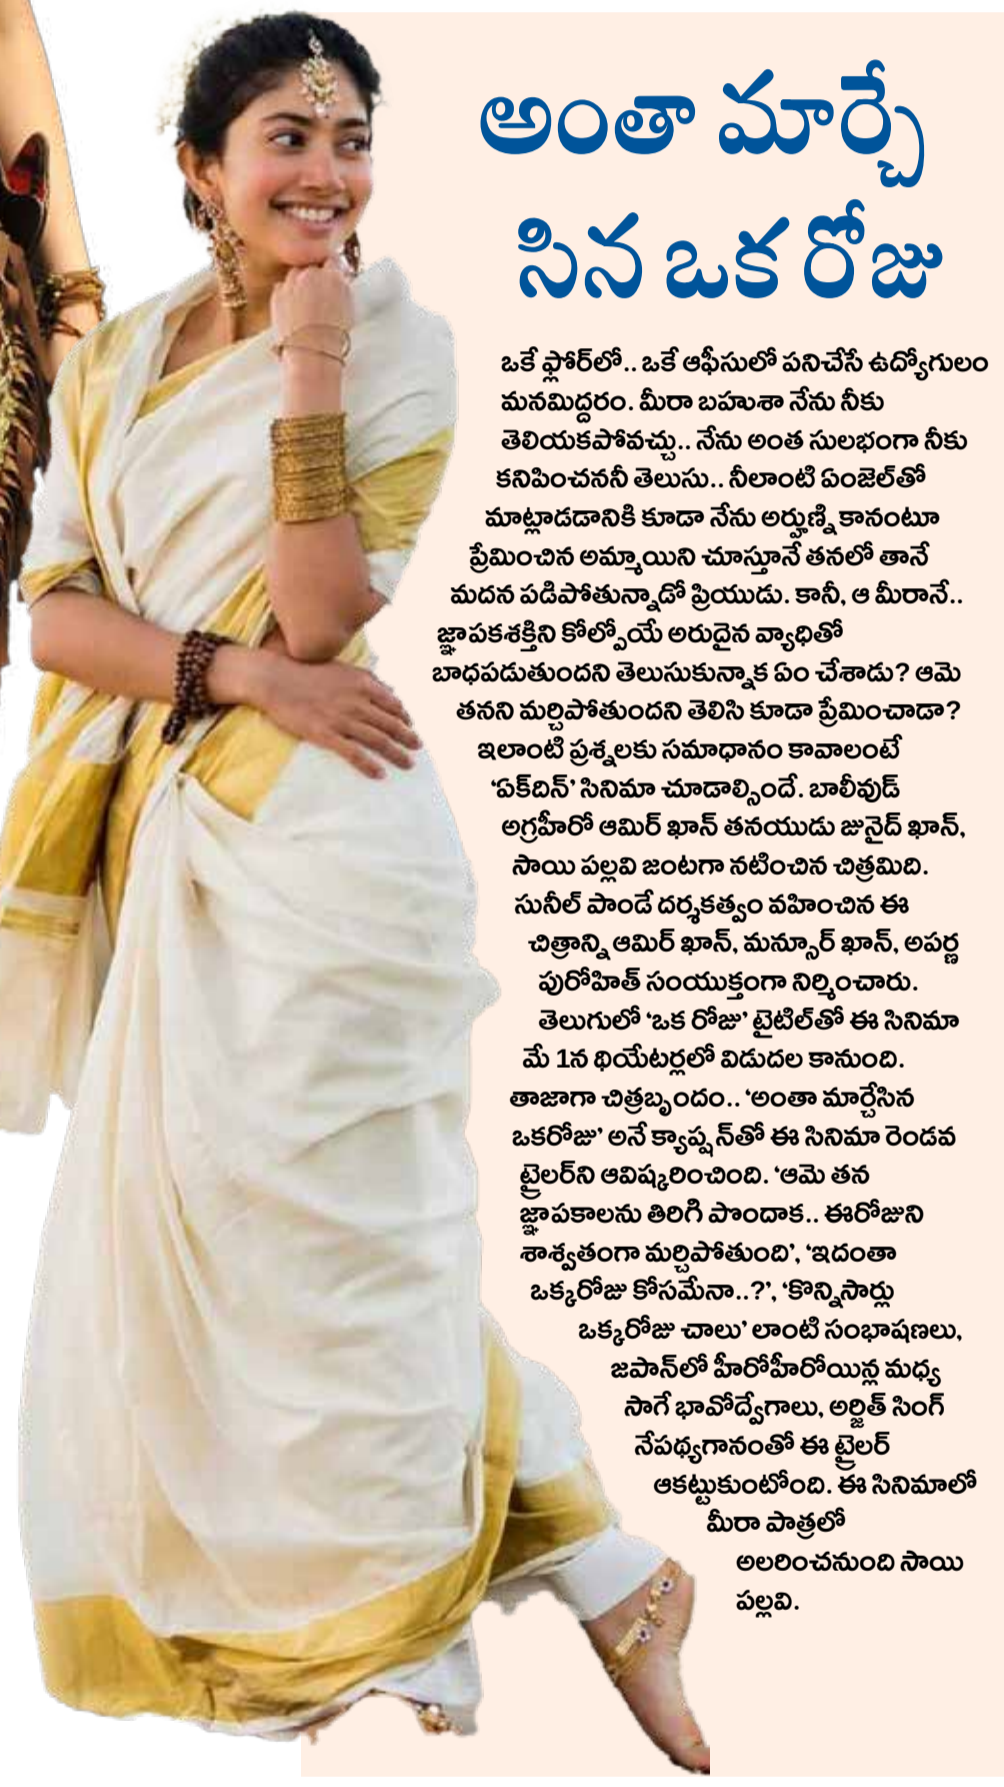 అంతా మార్చే
సిన ఒక రోజు
ఒకే ఫ్లోర్‌లో.. ఒకే ఆఫీసులో పనిచేసే ఉద్యోగులం
మనమిద్దరం. మీరా బహుశా నేను నీకు
తెలియకపోవచ్చు.. నేను అంత సులభంగా నీకు
కనిపించననీ తెలుసు.. నీలాంటి ఏంజెల్‌తో
మాట్లాడడానికి కూడా నేను అర్హుణ్ని కానంటూ
ప్రేమించిన అమ్మాయిని చూస్తూనే తనలో తానే
మదన పడిపోతున్నాడో ప్రియుడు. కానీ, ఆ మీరానే..
జ్ఞాపకశక్తిని కోల్పోయే అరుదైన వ్యాధితో
బాధపడుతుందని తెలుసుకున్నాక ఏం చేశాడు? ఆమె
తనని మర్చిపోతుందని తెలిసి కూడా ప్రేమించాడా?
ఇలాంటి ప్రశ్నలకు సమాధానం కావాలంటే
‘ఏక్‌దిన్’ సినిమా చూడాల్సిందే. బాలీవుడ్
అగ్రహీరో ఆమిర్ ఖాన్ తనయుడు జునైద్ ఖాన్,
సాయి పల్లవి జంటగా నటించిన చిత్రమిది.
సునీల్ పాండే దర్శకత్వం వహించిన ఈ
చిత్రాన్ని ఆమిర్ ఖాన్, మన్సూర్ ఖాన్, అపర్ణ
పురోహిత్ సంయుక్తంగా నిర్మించారు.
తెలుగులో ‘ఒక రోజు’ టైటిల్‌తో ఈ సినిమా
మే 1న థియేటర్లలో విడుదల కానుంది.
తాజాగా చిత్రబృందం.. ‘అంతా మార్చేసిన
ఒకరోజు’ అనే క్యాప్షన్‌తో ఈ సినిమా రెండవ
ట్రైలర్‌ని ఆవిష్కరించింది. ‘ఆమె తన
జ్ఞాపకాలను తిరిగి పొందాక.. ఈరోజుని
శాశ్వతంగా మర్చిపోతుంది’, ‘ఇదంతా
ఒక్కరోజు కోసమేనా..?’, ‘కొన్నిసార్లు
ఒక్కరోజు చాలు’ లాంటి సంభాషణలు,
జపాన్‌లో హీరోహీరోయిన్ల మధ్య
సాగే భావోద్వేగాలు, అర్జిత్ సింగ్
నేపథ్యగానంతో ఈ ట్రైలర్
ఆకట్టుకుంటోంది. ఈ సినిమాలో
మీరా పాత్రలో
అలరించనుంది సాయి
పల్లవి.